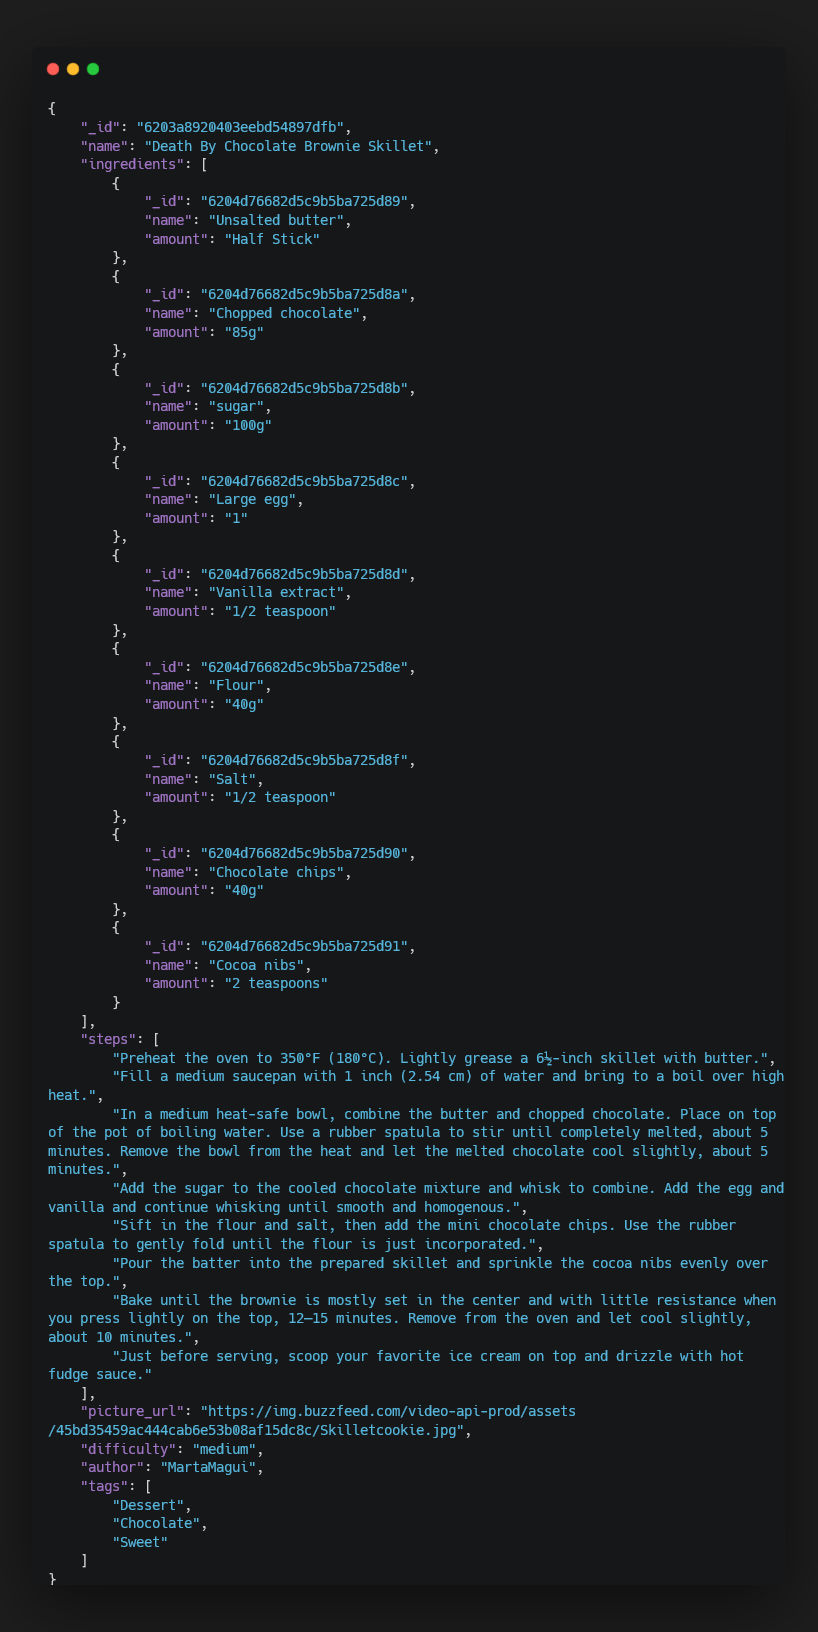 {
    "_id": "6203a8920403eebd54897dfb",
    "name": "Death By Chocolate Brownie Skillet",
    "ingredients": [
        {
            "_id": "6204d76682d5c9b5ba725d89",
            "name": "Unsalted butter",
            "amount": "Half Stick"
        },
        {
            "_id": "6204d76682d5c9b5ba725d8a",
            "name": "Chopped chocolate",
            "amount": "85g"
        },
        {
            "_id": "6204d76682d5c9b5ba725d8b",
            "name": "sugar",
            "amount": "100g"
        },
        {
            "_id": "6204d76682d5c9b5ba725d8c",
            "name": "Large egg",
            "amount": "1"
        },
        {
            "_id": "6204d76682d5c9b5ba725d8d",
            "name": "Vanilla extract",
            "amount": "1/2 teaspoon"
        },
        {
            "_id": "6204d76682d5c9b5ba725d8e",
            "name": "Flour",
            "amount": "40g"
        },
        {
            "_id": "6204d76682d5c9b5ba725d8f",
            "name": "Salt",
            "amount": "1/2 teaspoon"
        },
        {
            "_id": "6204d76682d5c9b5ba725d90",
            "name": "Chocolate chips",
            "amount": "40g"
        },
        {
            "_id": "6204d76682d5c9b5ba725d91",
            "name": "Cocoa nibs",
            "amount": "2 teaspoons"
        }
    ],
    "steps": [
        "Preheat the oven to 350°F (180°C). Lightly grease a 6½-inch skillet with butter.",
        "Fill a medium saucepan with 1 inch (2.54 cm) of water and bring to a boil over high
heat.",
        "In a medium heat-safe bowl, combine the butter and chopped chocolate. Place on top
of the pot of boiling water. Use a rubber spatula to stir until completely melted, about 5
minutes. Remove the bowl from the heat and let the melted chocolate cool slightly, about 5
minutes.",
        "Add the sugar to the cooled chocolate mixture and whisk to combine. Add the egg and
vanilla and continue whisking until smooth and homogenous.",
        "Sift in the flour and salt, then add the mini chocolate chips. Use the rubber
spatula to gently fold until the flour is just incorporated.",
        "Pour the batter into the prepared skillet and sprinkle the cocoa nibs evenly over
the top.",
        "Bake until the brownie is mostly set in the center and with little resistance when
you press lightly on the top, 12–15 minutes. Remove from the oven and let cool slightly,
about 10 minutes.",
        "Just before serving, scoop your favorite ice cream on top and drizzle with hot
fudge sauce."
    ],
    "picture_url": "https://img.buzzfeed.com/video-api-prod/assets
/45bd35459ac444cab6e53b08af15dc8c/Skilletcookie.jpg",
    "difficulty": "medium",
    "author": "MartaMagui",
    "tags": [
        "Dessert",
        "Chocolate",
        "Sweet"
    ]
}